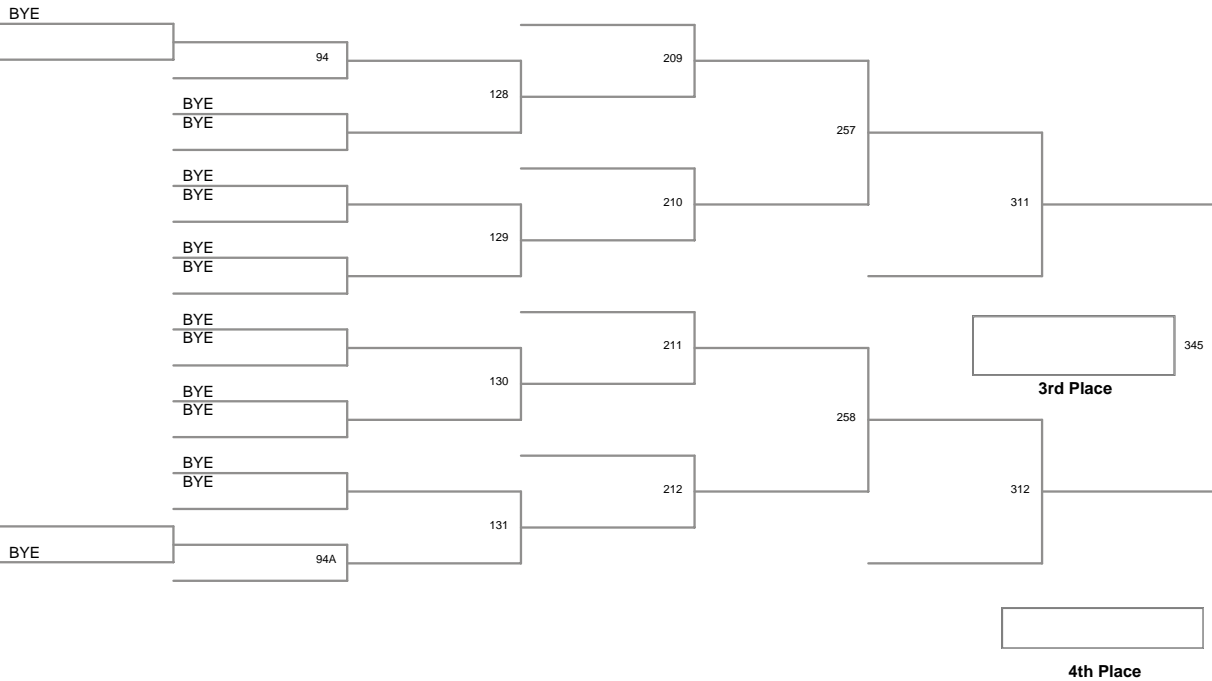 BYE
94
209
128
BYE
BYE
257
BYE
BYE
210
311
129
BYE
BYE
BYE
BYE
211
345
130
3rd Place
BYE
BYE
258
BYE
BYE
212
312
131
BYE
94A
4th Place